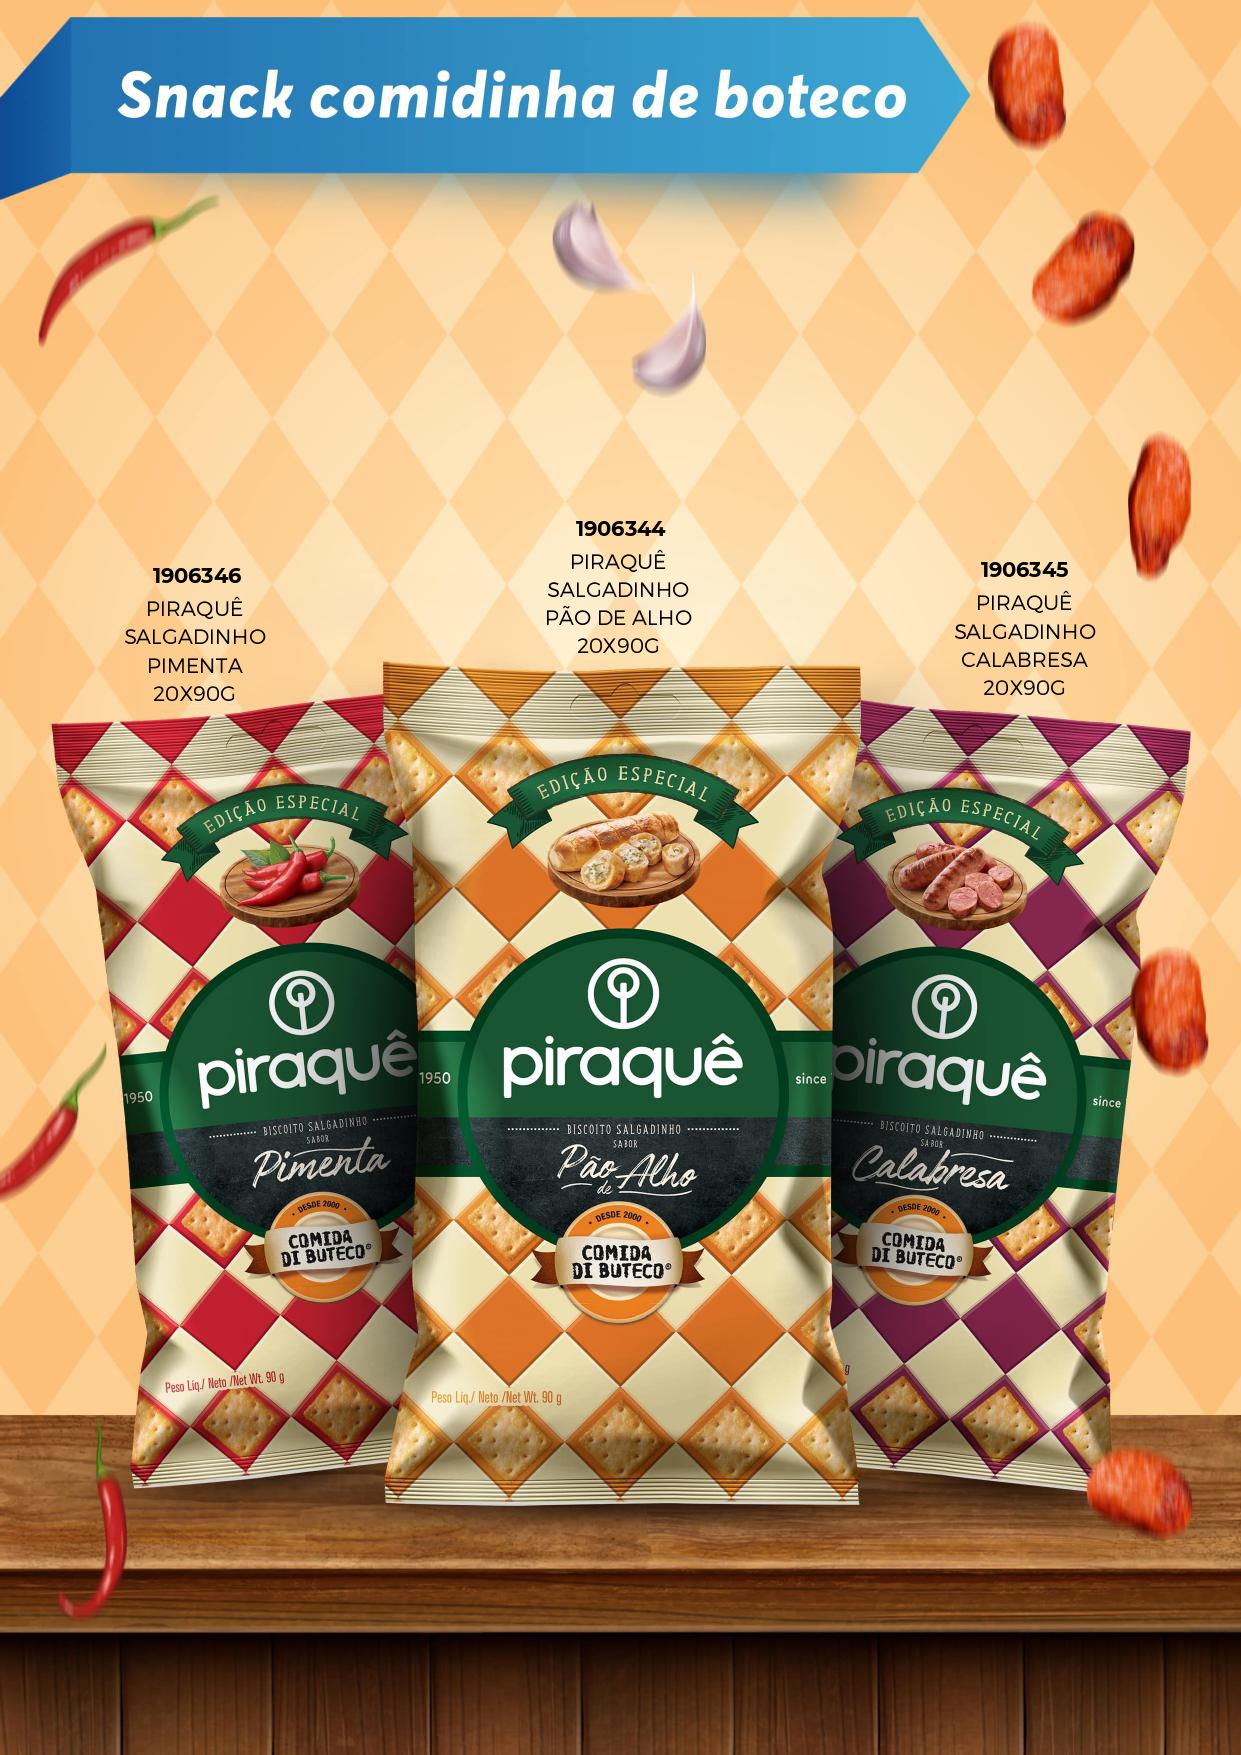 Snack comidinha de boteco
1906346
PIRAQUÊ
SALGADINHO
PIMENTA
20X90G
1906344
PIRAQUÊ
SALGADINHO
PÃO DE ALHO
20X90G
1906345
PIRAQUÊ
SALGADINHO
CALABRESA
20X90G
EDIÇÃO ESPECIAL
piraquê
1950
BISCOITO SALGADINHO
SABOR
Pimenta
• DESDE 2000 •
COMIDA
DI BUTECO®
Peso Líq./ Neto /Net Wt. 90 g
EDIÇÃO ESPECIAL
piraquê
1950
since
BISCOITO SALGADINHO
SABOR
Pão de Alho
• DESDE 2000 •
COMIDA
DI BUTECO®
Peso Líq./ Neto /Net Wt. 90 g
EDIÇÃO ESPECIAL
piraquê
since
BISCOITO SALGADINHO
SABOR
Calabresa
• DESDE 2000 •
COMIDA
DI BUTECO®
g